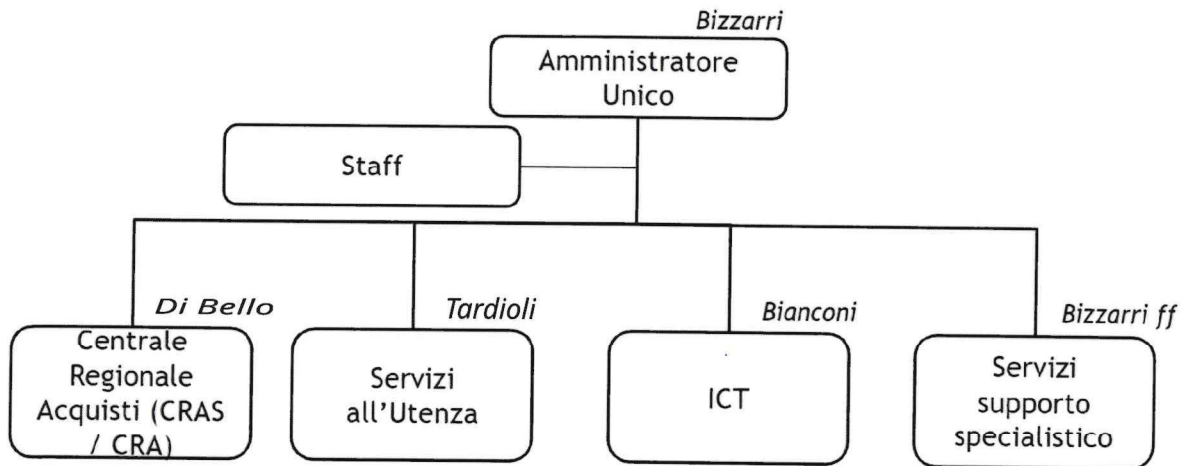 Bizzarri
Amministratore
Unico
Staff
Di Bello
Centrale
Regionale
Acquisti (CRAS
/ CRA)
Tardioli
Servizi
all'Utenza
Bianconi
ICT
Bizzarri ff
Servizi
supporto
specialistico